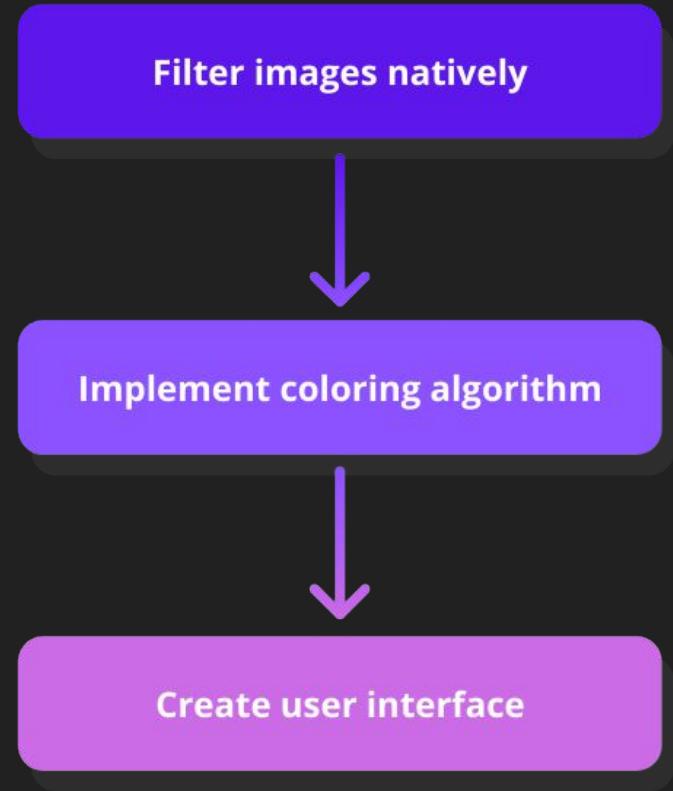 Filter images natively
Implement coloring algorithm
Create user interface